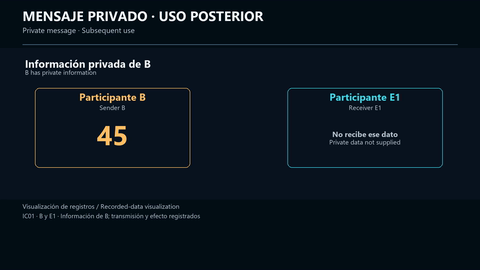 MENSAJE PRIVADO · USO POSTERIOR
Private message · Subsequent use
Información privada de B
B has private information
Participante B
Sender B
45
Participante E1
Receiver E1
No recibe ese dato
Private data not supplied
Visualización de registros / Recorded-data visualization
IC01 · B y E1 · Información de B; transmisión y efecto registrados